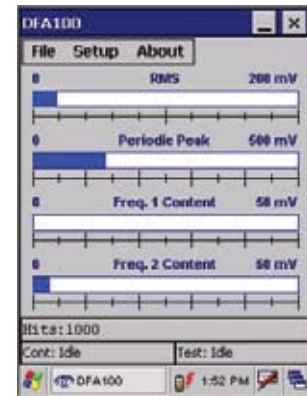 DFA100
File Setup About
0 RMS 200 mV
0 Periodic Peak 500 mV
0 Freq. 1 Content 50 mV
0 Freq. 2 Content 50 mV
Hits:1000
Cont: Idle Test: Idle
DFA100 1:52 PM